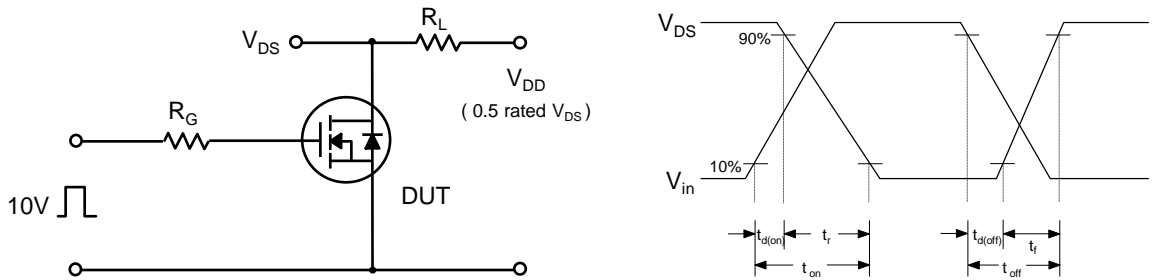 R_L
V_DS
V_DD
( 0.5 rated V_DS )
R_G
DUT
10V
V_DS
90%
10%
V_in
t_d(on)
t_r
t_on
t_d(off)
t_f
t_off